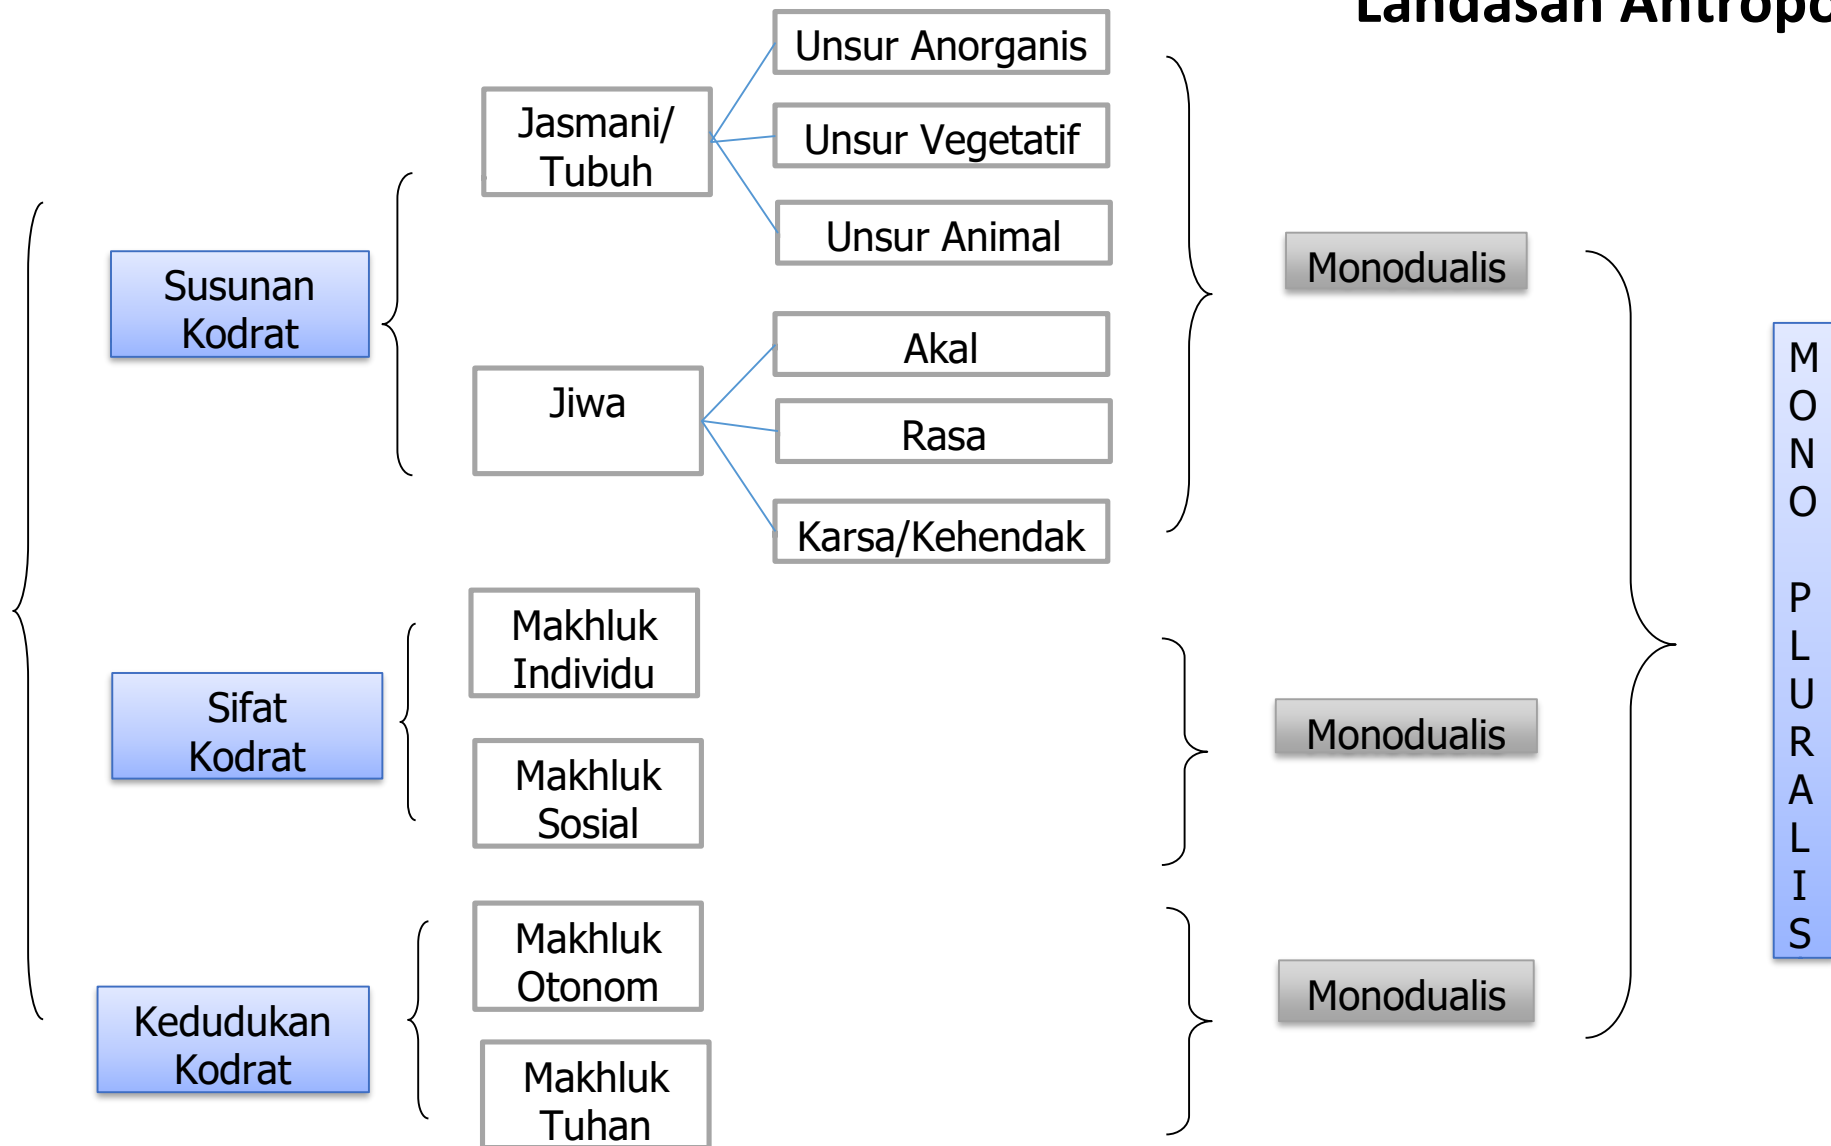 Landasan Antropo
Unsur Anorganis
Jasmani/
Tubuh
Unsur Vegetatif
Unsur Animal
Susunan
Kodrat
Monodualis
Akal
Jiwa
Rasa
Karsa/Kehendak
Makhluk
Individu
Sifat
Kodrat
Monodualis
Makhluk
Sosial
Makhluk
Otonom
Kedudukan
Kodrat
Monodualis
Makhluk
Tuhan
M
O
N
O
P
L
U
R
A
L
I
S